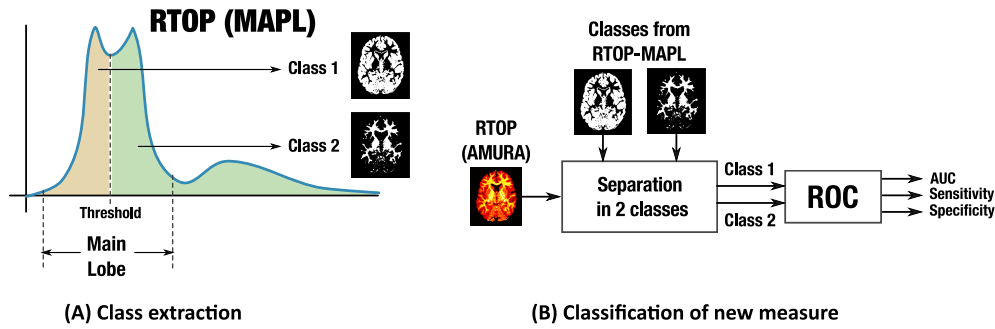 RTOP (MAPL)
Class 1
Class 2
Threshold
Main
Lobe
(A) Class extraction
Classes from
RTOP-MAPL
RTOP
(AMURA)
Separation
in 2 classes
Class 1
Class 2
ROC
AUC
Sensitivity
Specificity
(B) Classification of new measure